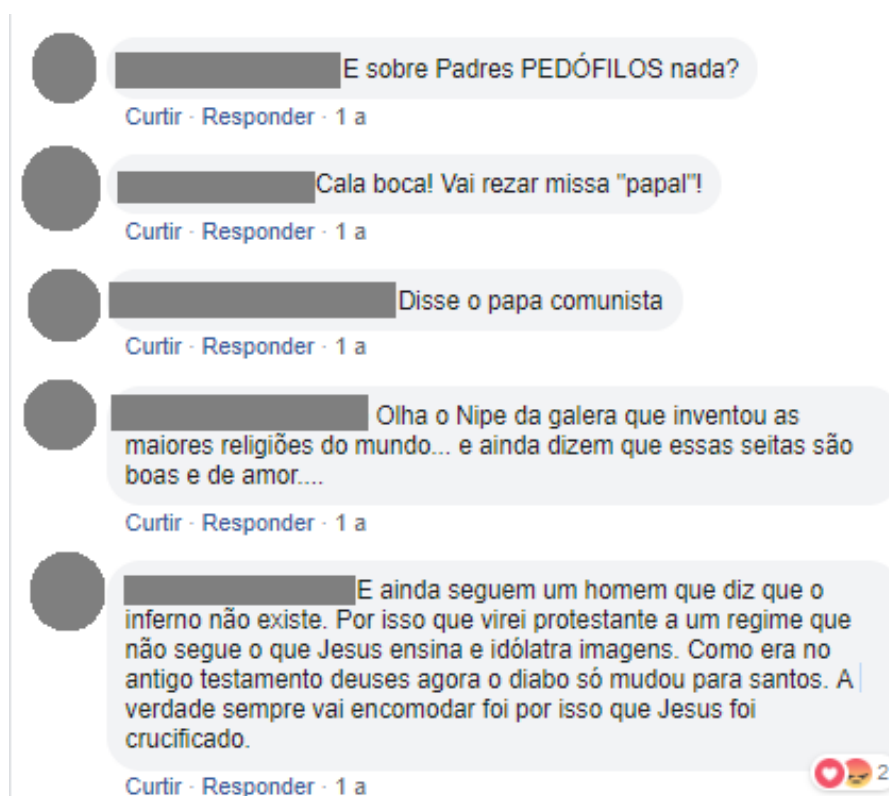 E sobre Padres PEDÓFILOS nada?
Curtir · Responder · 1 a
Cala boca! Vai rezar missa "papal"!
Curtir · Responder · 1 a
Disse o papa comunista
Curtir · Responder · 1 a
Olha o Nipe da galera que inventou as
maiores religiões do mundo... e ainda dizem que essas seitas são
boas e de amor....
Curtir · Responder · 1 a
E ainda seguem um homem que diz que o
inferno não existe. Por isso que virei protestante a um regime que
não segue o que Jesus ensina e idólatra imagens. Como era no
antigo testamento deuses agora o diabo só mudou para santos. A
verdade sempre vai encomodar foi por isso que Jesus foi
crucificado.
2
Curtir · Responder · 1 a